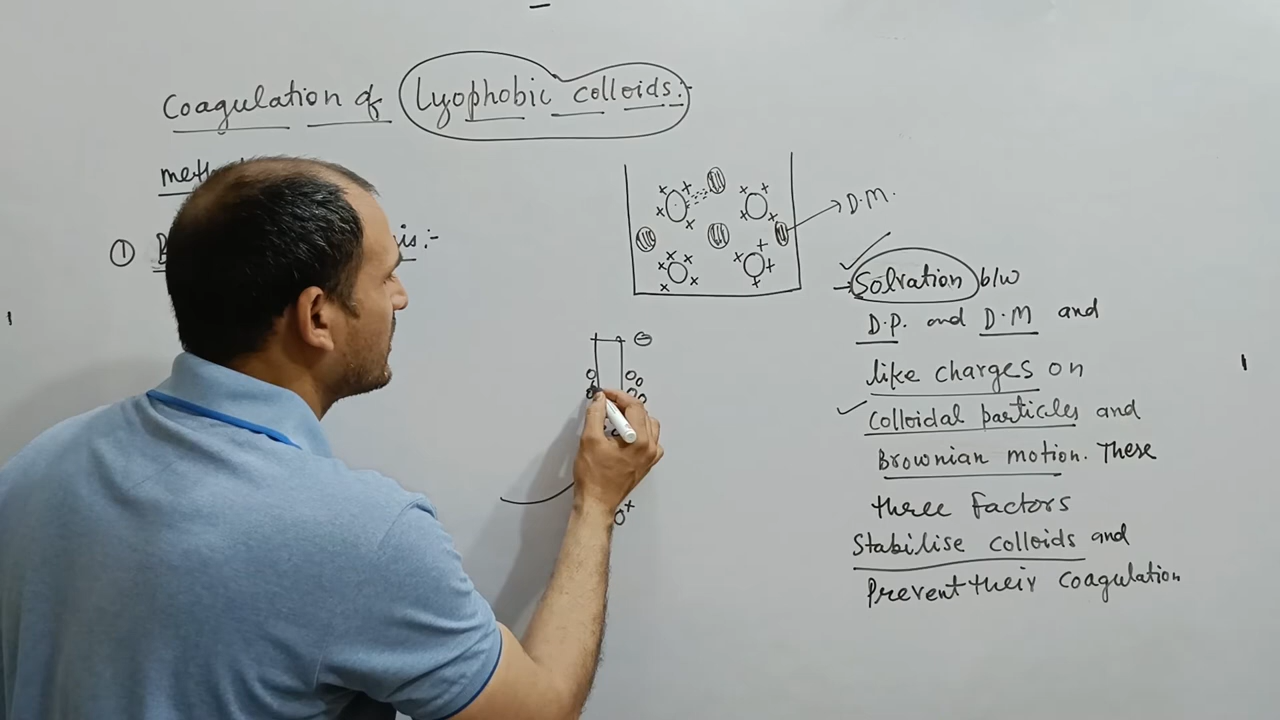 Coagulation of Lyophobic colloids:-
①
D.M.
Solvation b/w
D.P. and D.M and
like charges on
Colloidal particles and
Brownian motion. These
three factors
Stabilise colloids and
Prevent their coagulation